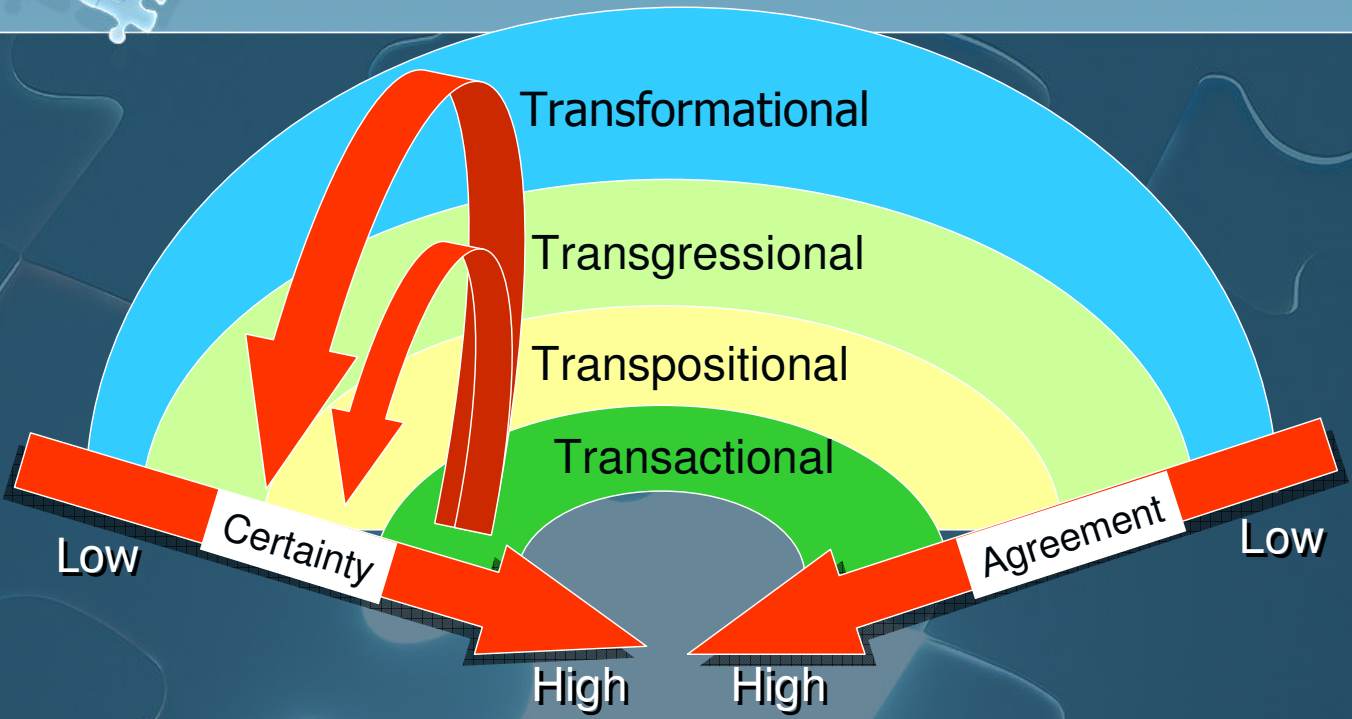 Transformational
Transgressional
Transpositional
Transactional
Certainty
Agreement
Low
Low
High
High